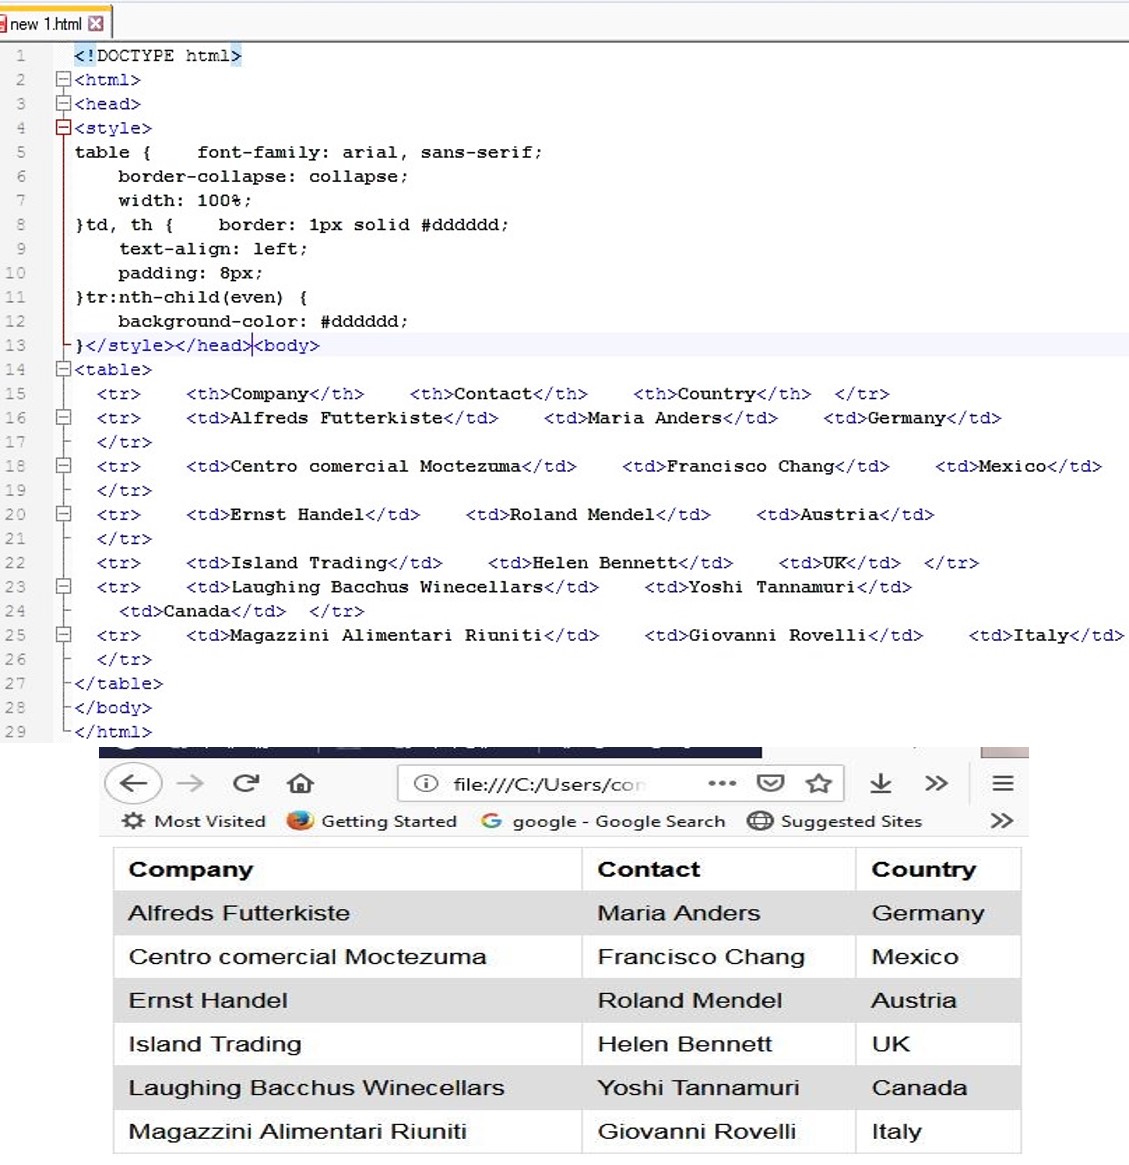 new 1.html
1 <!DOCTYPE html>
2 <html>
3 <head>
4 <style>
5 table {    font-family: arial, sans-serif;
6     border-collapse: collapse;
7     width: 100%;
8 }td, th {    border: 1px solid #dddddd;
9     text-align: left;
10     padding: 8px;
11 }tr:nth-child(even) {
12     background-color: #dddddd;
13 }</style></head><body>
14 <table>
15   <tr>    <th>Company</th>    <th>Contact</th>    <th>Country</th>  </tr>
16   <tr>    <td>Alfreds Futterkiste</td>    <td>Maria Anders</td>    <td>Germany</td>
17   </tr>
18   <tr>    <td>Centro comercial Moctezuma</td>    <td>Francisco Chang</td>    <td>Mexico</td>
19   </tr>
20   <tr>    <td>Ernst Handel</td>    <td>Roland Mendel</td>    <td>Austria</td>
21   </tr>
22   <tr>    <td>Island Trading</td>    <td>Helen Bennett</td>    <td>UK</td>  </tr>
23   <tr>    <td>Laughing Bacchus Winecellars</td>    <td>Yoshi Tannamuri</td>
24     <td>Canada</td>  </tr>
25   <tr>    <td>Magazzini Alimentari Riuniti</td>    <td>Giovanni Rovelli</td>    <td>Italy</td>
26   </tr>
27 </table>
28 </body>
29 </html>
file:///C:/Users/con
Most Visited Getting Started google - Google Search Suggested Sites
Company Contact Country
Alfreds Futterkiste Maria Anders Germany
Centro comercial Moctezuma Francisco Chang Mexico
Ernst Handel Roland Mendel Austria
Island Trading Helen Bennett UK
Laughing Bacchus Winecellars Yoshi Tannamuri Canada
Magazzini Alimentari Riuniti Giovanni Rovelli Italy